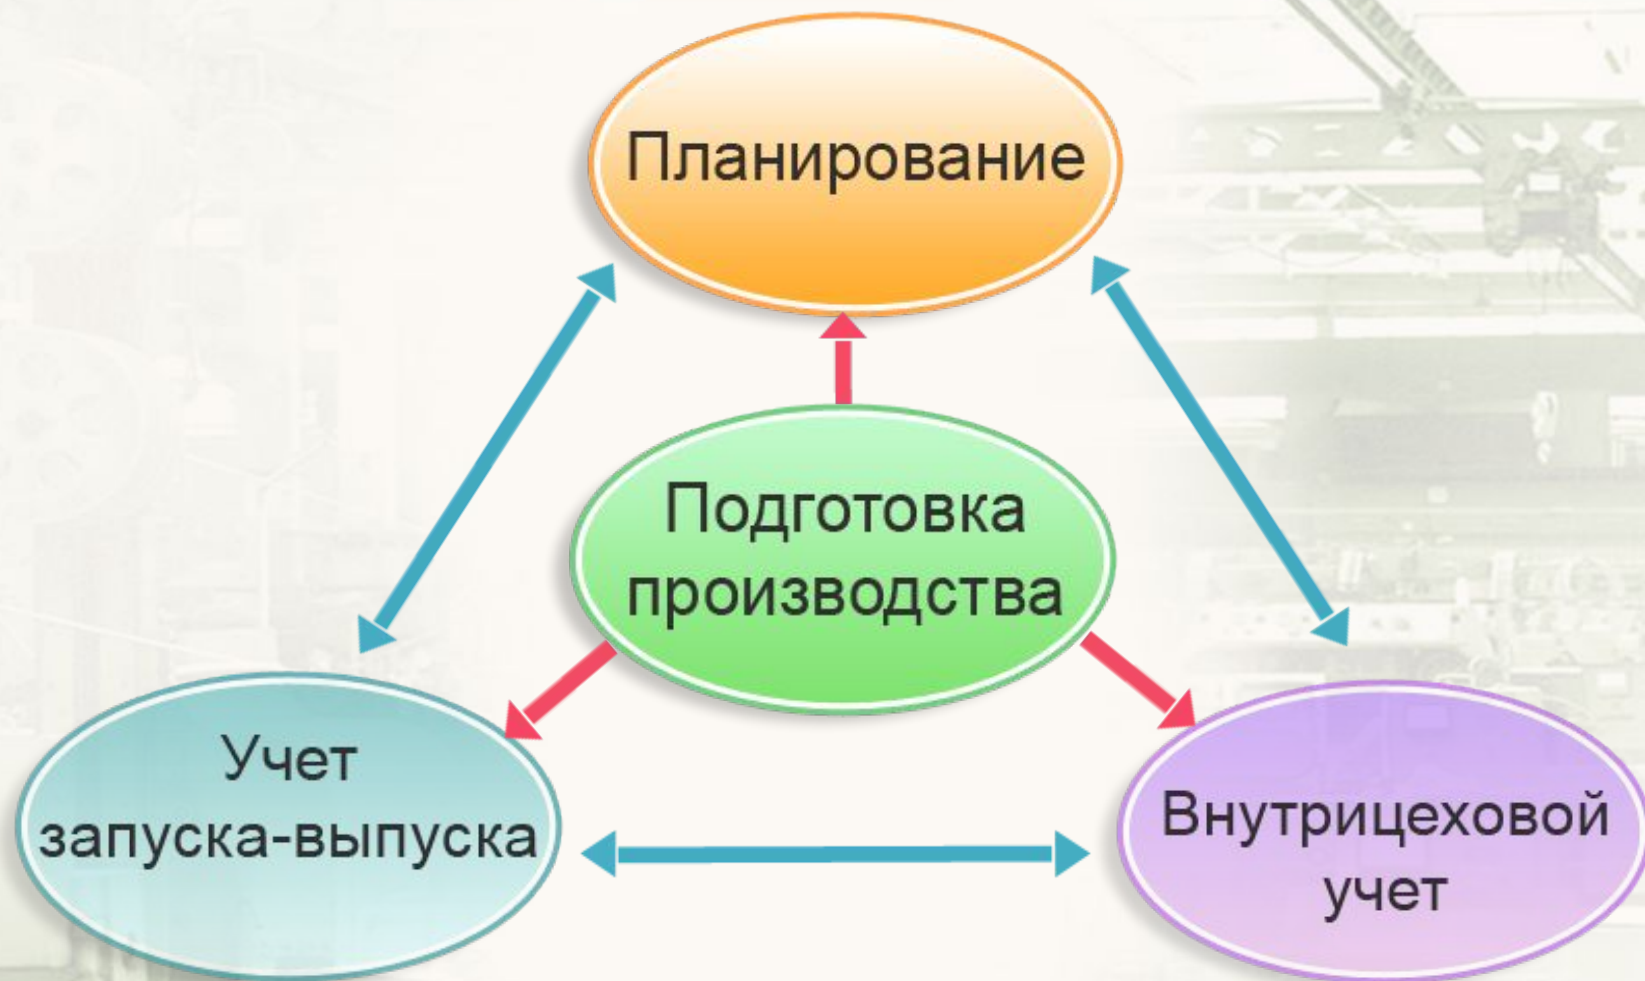 Планирование
Подготовка
производства
Учет
запуска-выпуска
Внутрицеховой
учет